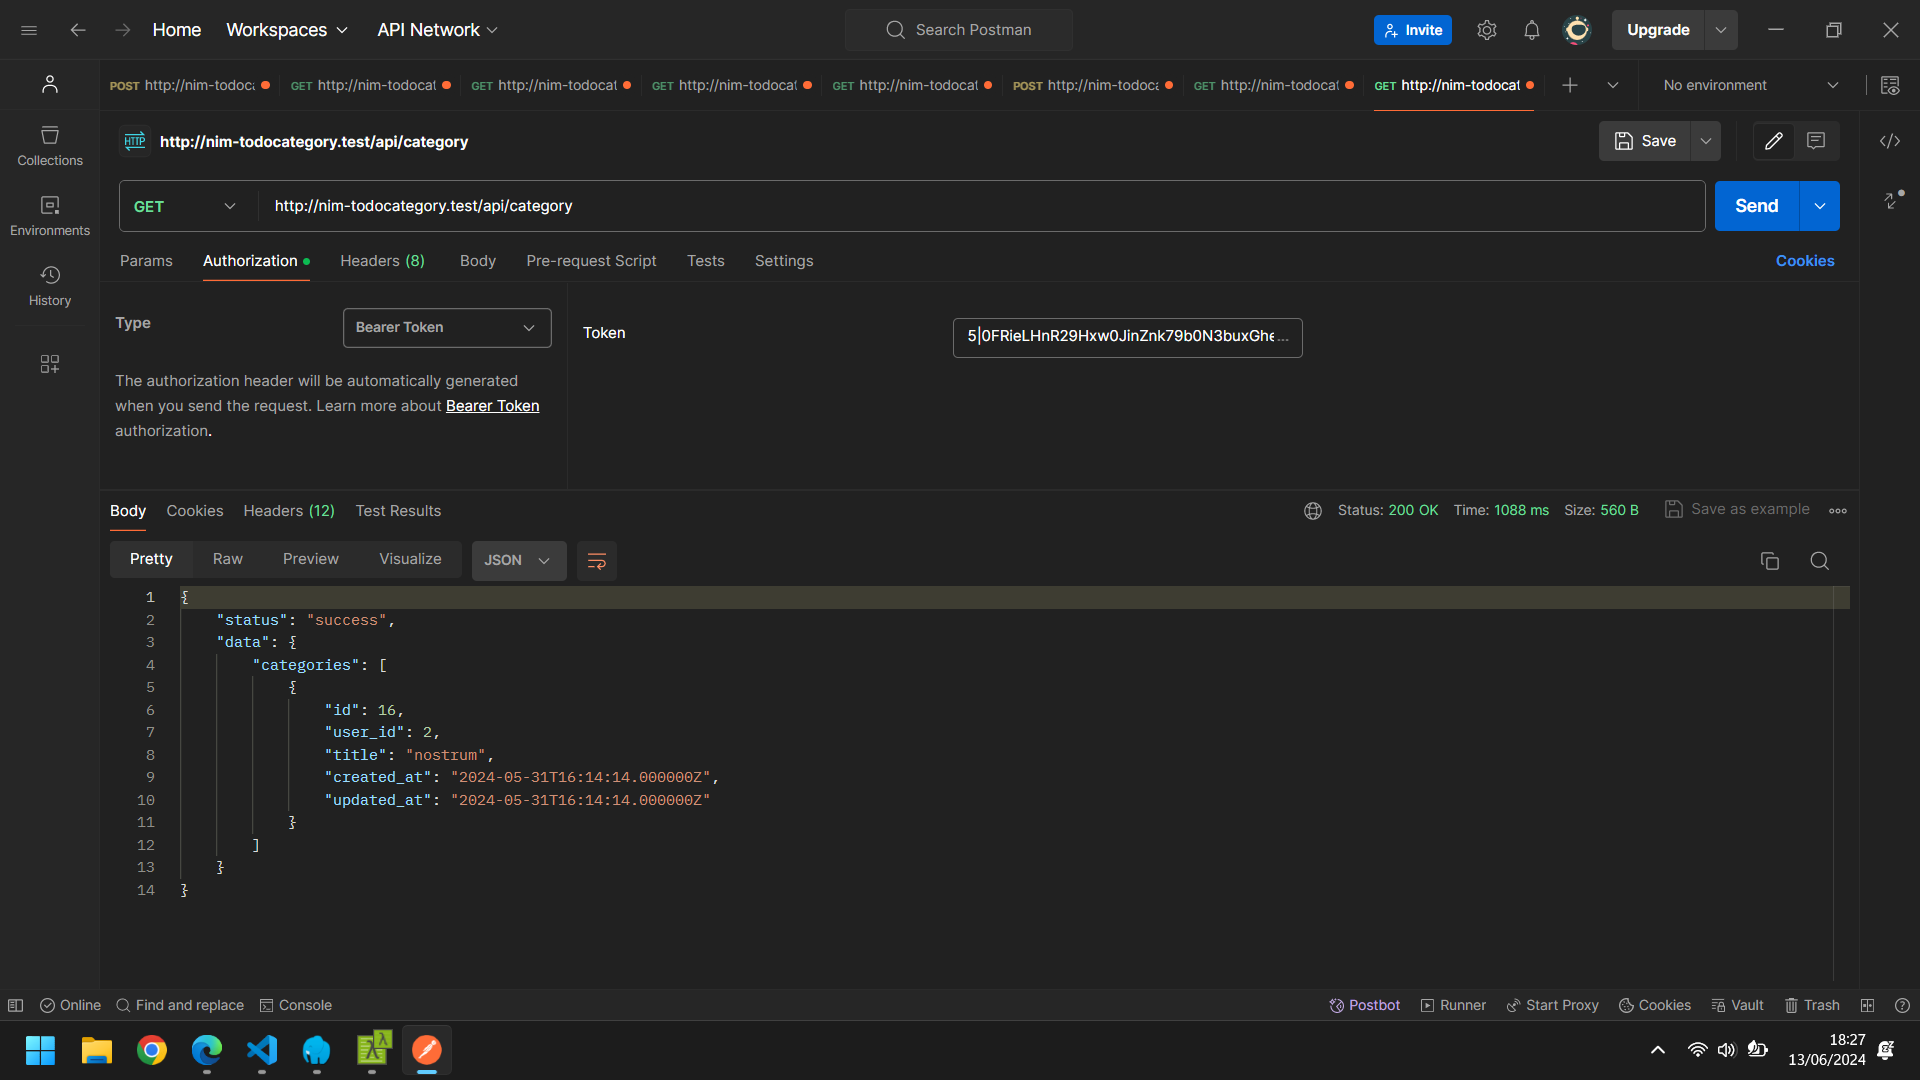 Home Workspaces API Network Search Postman Invite Upgrade
POST http://nim-todoc GET http://nim-todocat GET http://nim-todocat GET http://nim-todocat GET http://nim-todocat POST http://nim-todoc GET http://nim-todocat GET http://nim-todocat No environment
HTTP http://nim-todocategory.test/api/category Save
Collections
GET http://nim-todocategory.test/api/category Send
Environments
Params Authorization Headers (8) Body Pre-request Script Tests Settings Cookies
History
Type Bearer Token Token 5|0FRieLHnR29Hxw0JinZnk79b0N3buxGhe...
The authorization header will be automatically generated
when you send the request. Learn more about Bearer Token
authorization.
Body Cookies Headers (12) Test Results Status: 200 OK Time: 1088 ms Size: 560 B Save as example
Pretty Raw Preview Visualize JSON
1 {
2 "status": "success",
3 "data": {
4 "categories": [
5 {
6 "id": 16,
7 "user_id": 2,
8 "title": "nostrum",
9 "created_at": "2024-05-31T16:14:14.000000Z",
10 "updated_at": "2024-05-31T16:14:14.000000Z"
11 }
12 ]
13 }
14 }
Online Find and replace Console Postbot Runner Start Proxy Cookies Vault Trash
18:27
13/06/2024